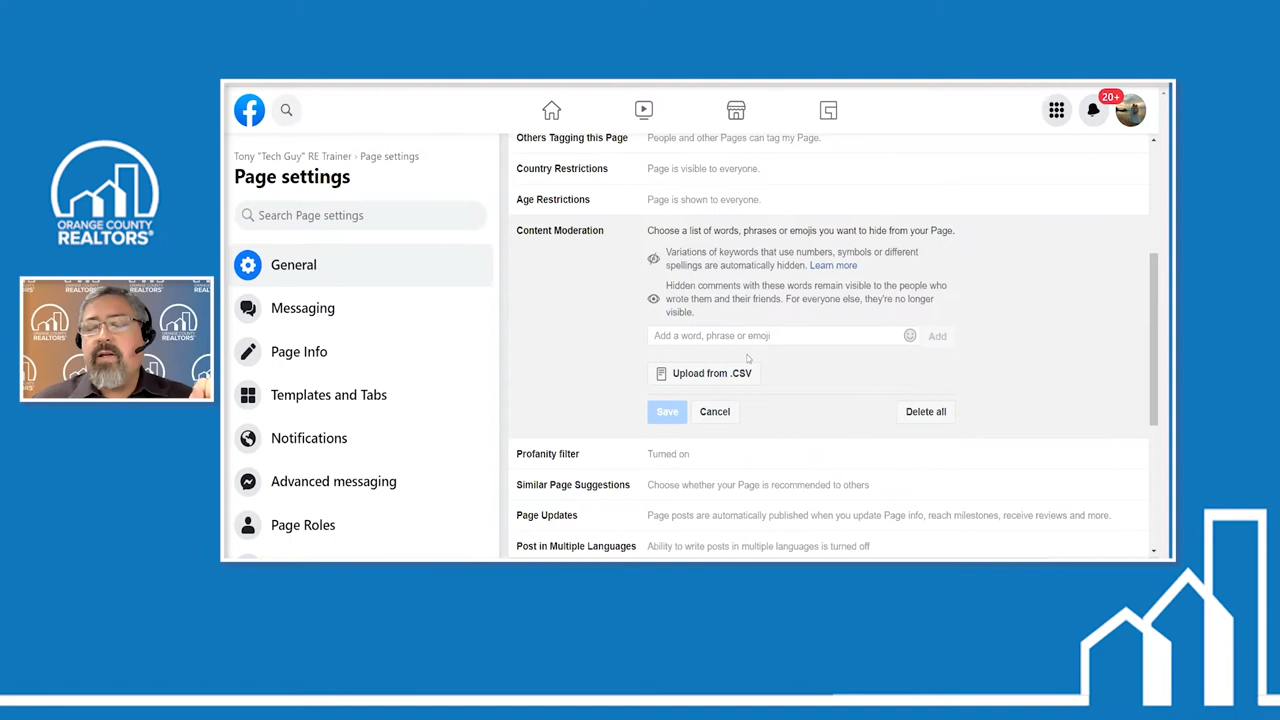 ORANGE COUNTY
REALTORS®
20+
Tony "Tech Guy" RE Trainer › Page settings
Page settings
Search Page settings
General
Messaging
Page Info
Templates and Tabs
Notifications
Advanced messaging
Page Roles
Others Tagging this Page People and other Pages can tag my Page.
Country Restrictions Page is visible to everyone.
Age Restrictions Page is shown to everyone.
Content Moderation Choose a list of words, phrases or emojis you want to hide from your Page.
Variations of keywords that use numbers, symbols or different
spellings are automatically hidden. Learn more
Hidden comments with these words remain visible to the people who
wrote them and their friends. For everyone else, they're no longer
visible.
Add a word, phrase or emoji Add
Upload from .CSV
Save Cancel Delete all
Profanity filter Turned on
Similar Page Suggestions Choose whether your Page is recommended to others
Page Updates Page posts are automatically published when you update Page info, reach milestones, receive reviews and more.
Post in Multiple Languages Ability to write posts in multiple languages is turned off